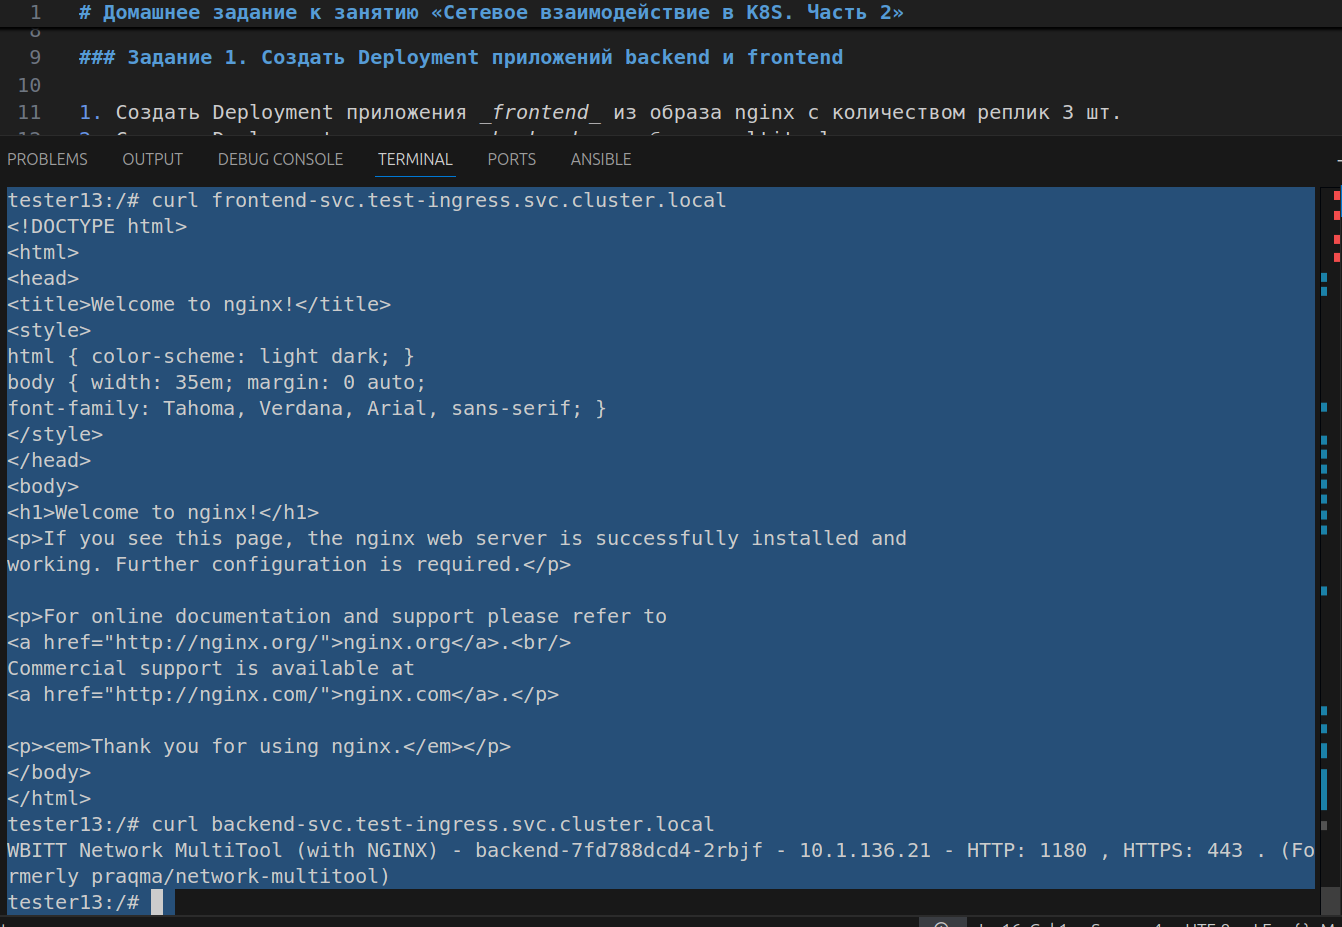 1 # Домашнее задание к занятию «Сетевое взаимодействие в K8S. Часть 2»
8
9 ### Задание 1. Создать Deployment приложений backend и frontend
10
11 1. Создать Deployment приложения _frontend_ из образа nginx с количеством реплик 3 шт.
PROBLEMS OUTPUT DEBUG CONSOLE TERMINAL PORTS ANSIBLE
tester13:/# curl frontend-svc.test-ingress.svc.cluster.local
<!DOCTYPE html>
<html>
<head>
<title>Welcome to nginx!</title>
<style>
html { color-scheme: light dark; }
body { width: 35em; margin: 0 auto;
font-family: Tahoma, Verdana, Arial, sans-serif; }
</style>
</head>
<body>
<h1>Welcome to nginx!</h1>
<p>If you see this page, the nginx web server is successfully installed and
working. Further configuration is required.</p>
<p>For online documentation and support please refer to
<a href="http://nginx.org/">nginx.org</a>.<br/>
Commercial support is available at
<a href="http://nginx.com/">nginx.com</a>.</p>
<p><em>Thank you for using nginx.</em></p>
</body>
</html>
tester13:/# curl backend-svc.test-ingress.svc.cluster.local
WBITT Network MultiTool (with NGINX) - backend-7fd788dcd4-2rbjf - 10.1.136.21 - HTTP: 1180 , HTTPS: 443 . (Fo
rmerly praqma/network-multitool)
tester13:/#